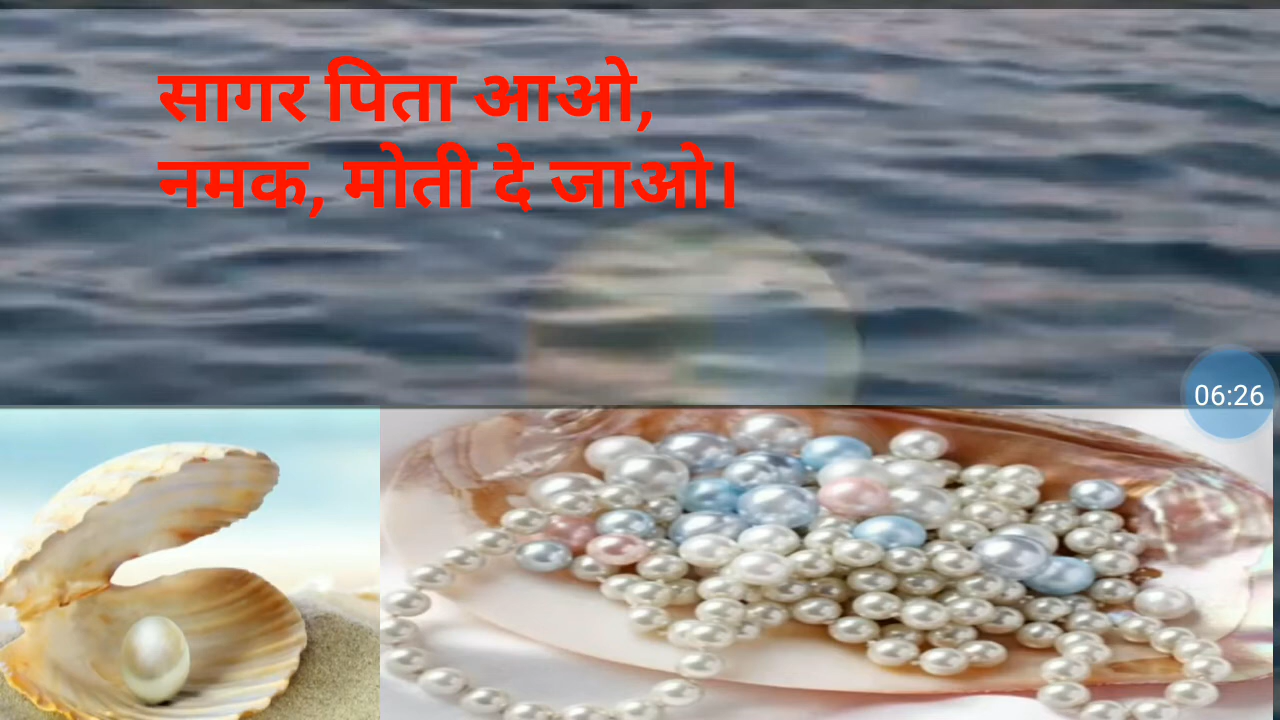 सागर पिता आओ,
नमक, मोती दे जाओ।
06:26